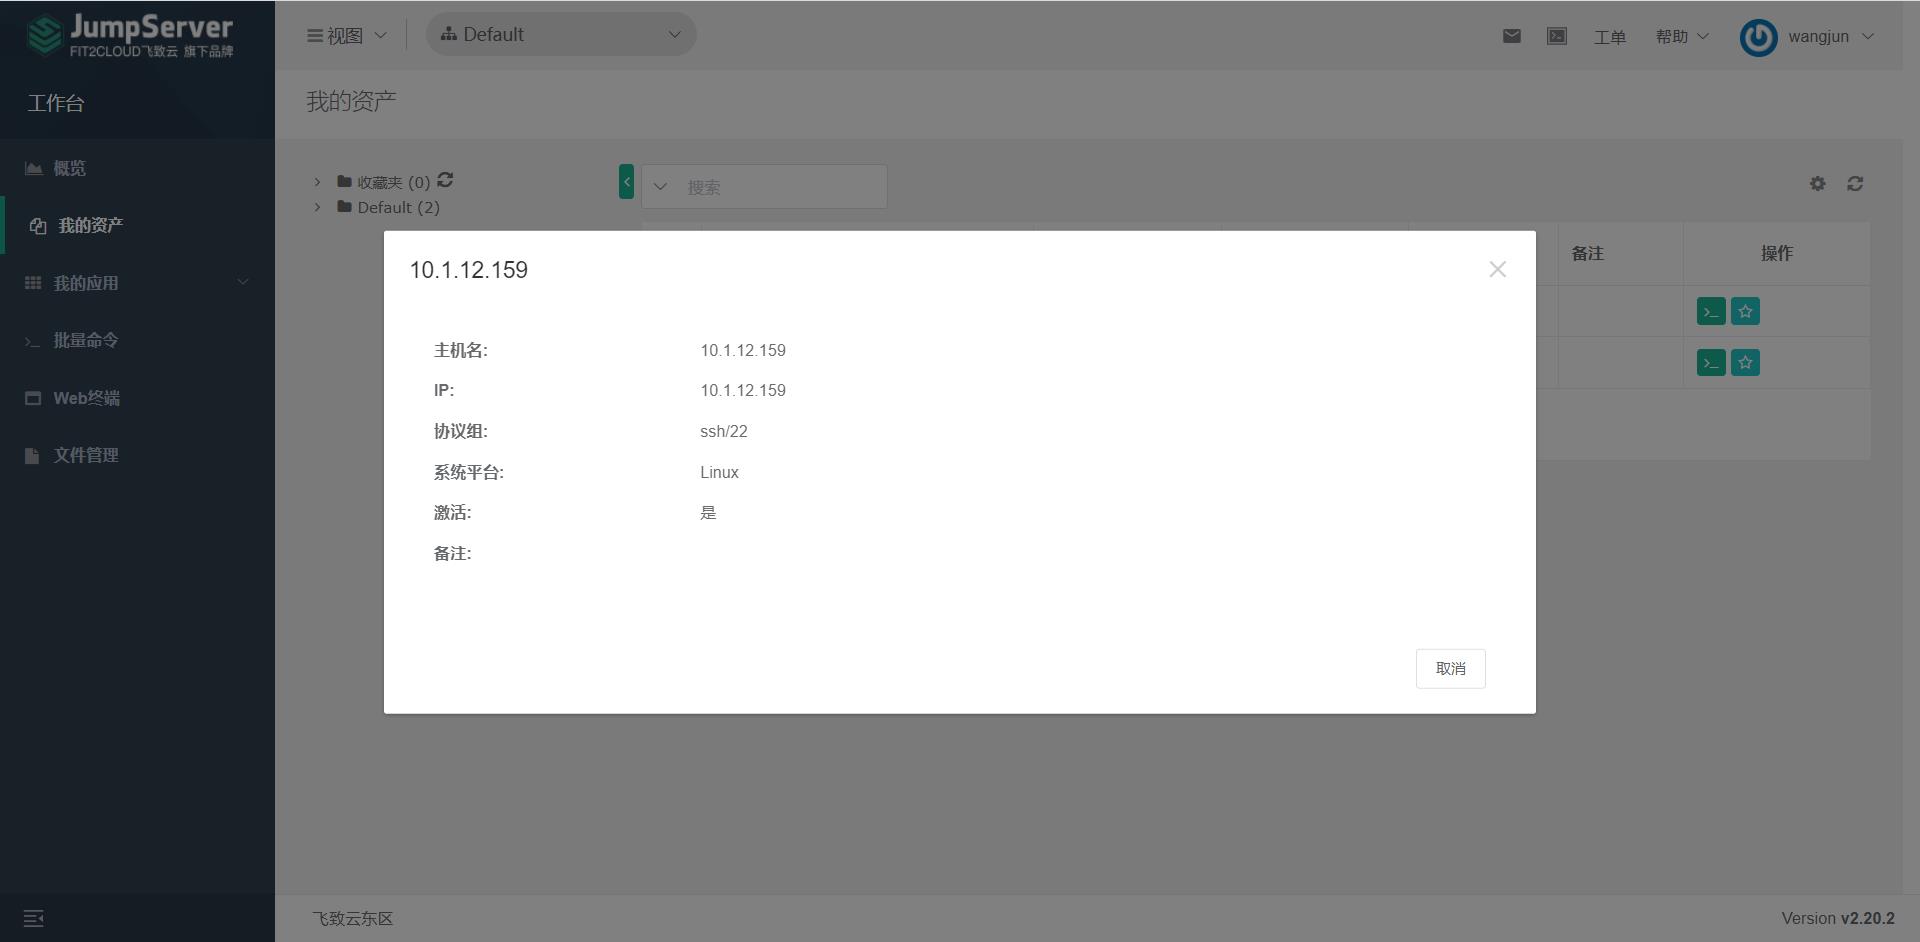 JumpServer
FIT2CLOUD飞致云 旗下品牌
视图
Default
工单
帮助
wangjun
工作台
我的资产
概览
我的资产
我的应用
批量命令
Web终端
文件管理
收藏夹 (0)
Default (2)
搜索
备注
操作
10.1.12.159
主机名: 10.1.12.159
IP: 10.1.12.159
协议组: ssh/22
系统平台: Linux
激活: 是
备注:
取消
飞致云东区
Version v2.20.2